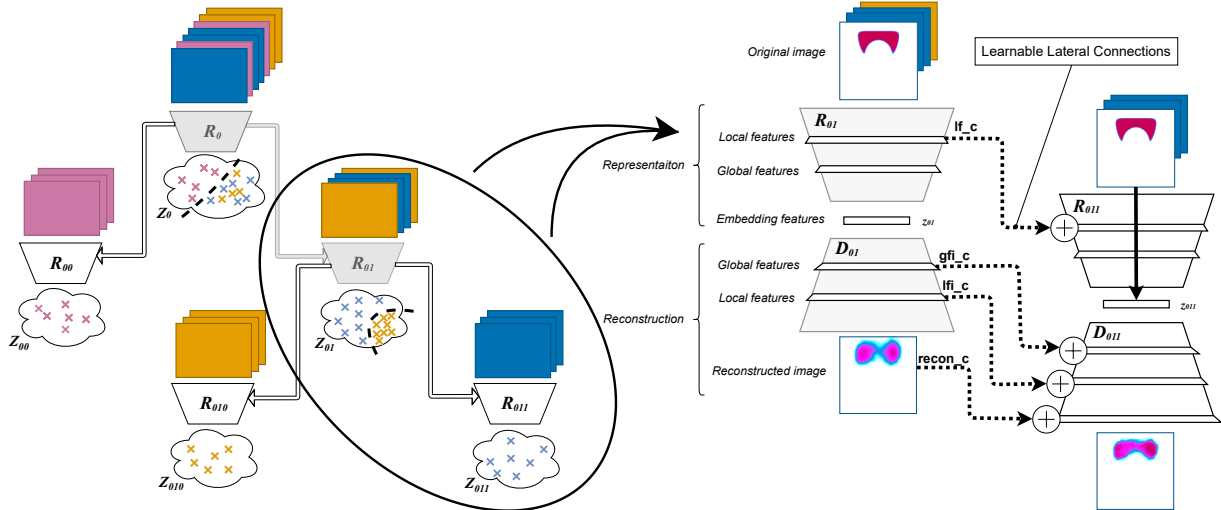 R0
Z0
R00
Z00
R01
Z01
R010
Z010
R011
Z011
Original image
Learnable Lateral Connections
Representaiton
Local features
R01
lf_c
Global features
Embedding features
z01
Reconstruction
Global features
D01
gfi_c
Local features
lfi_c
Reconstructed image
recon_c
R011
z011
D011